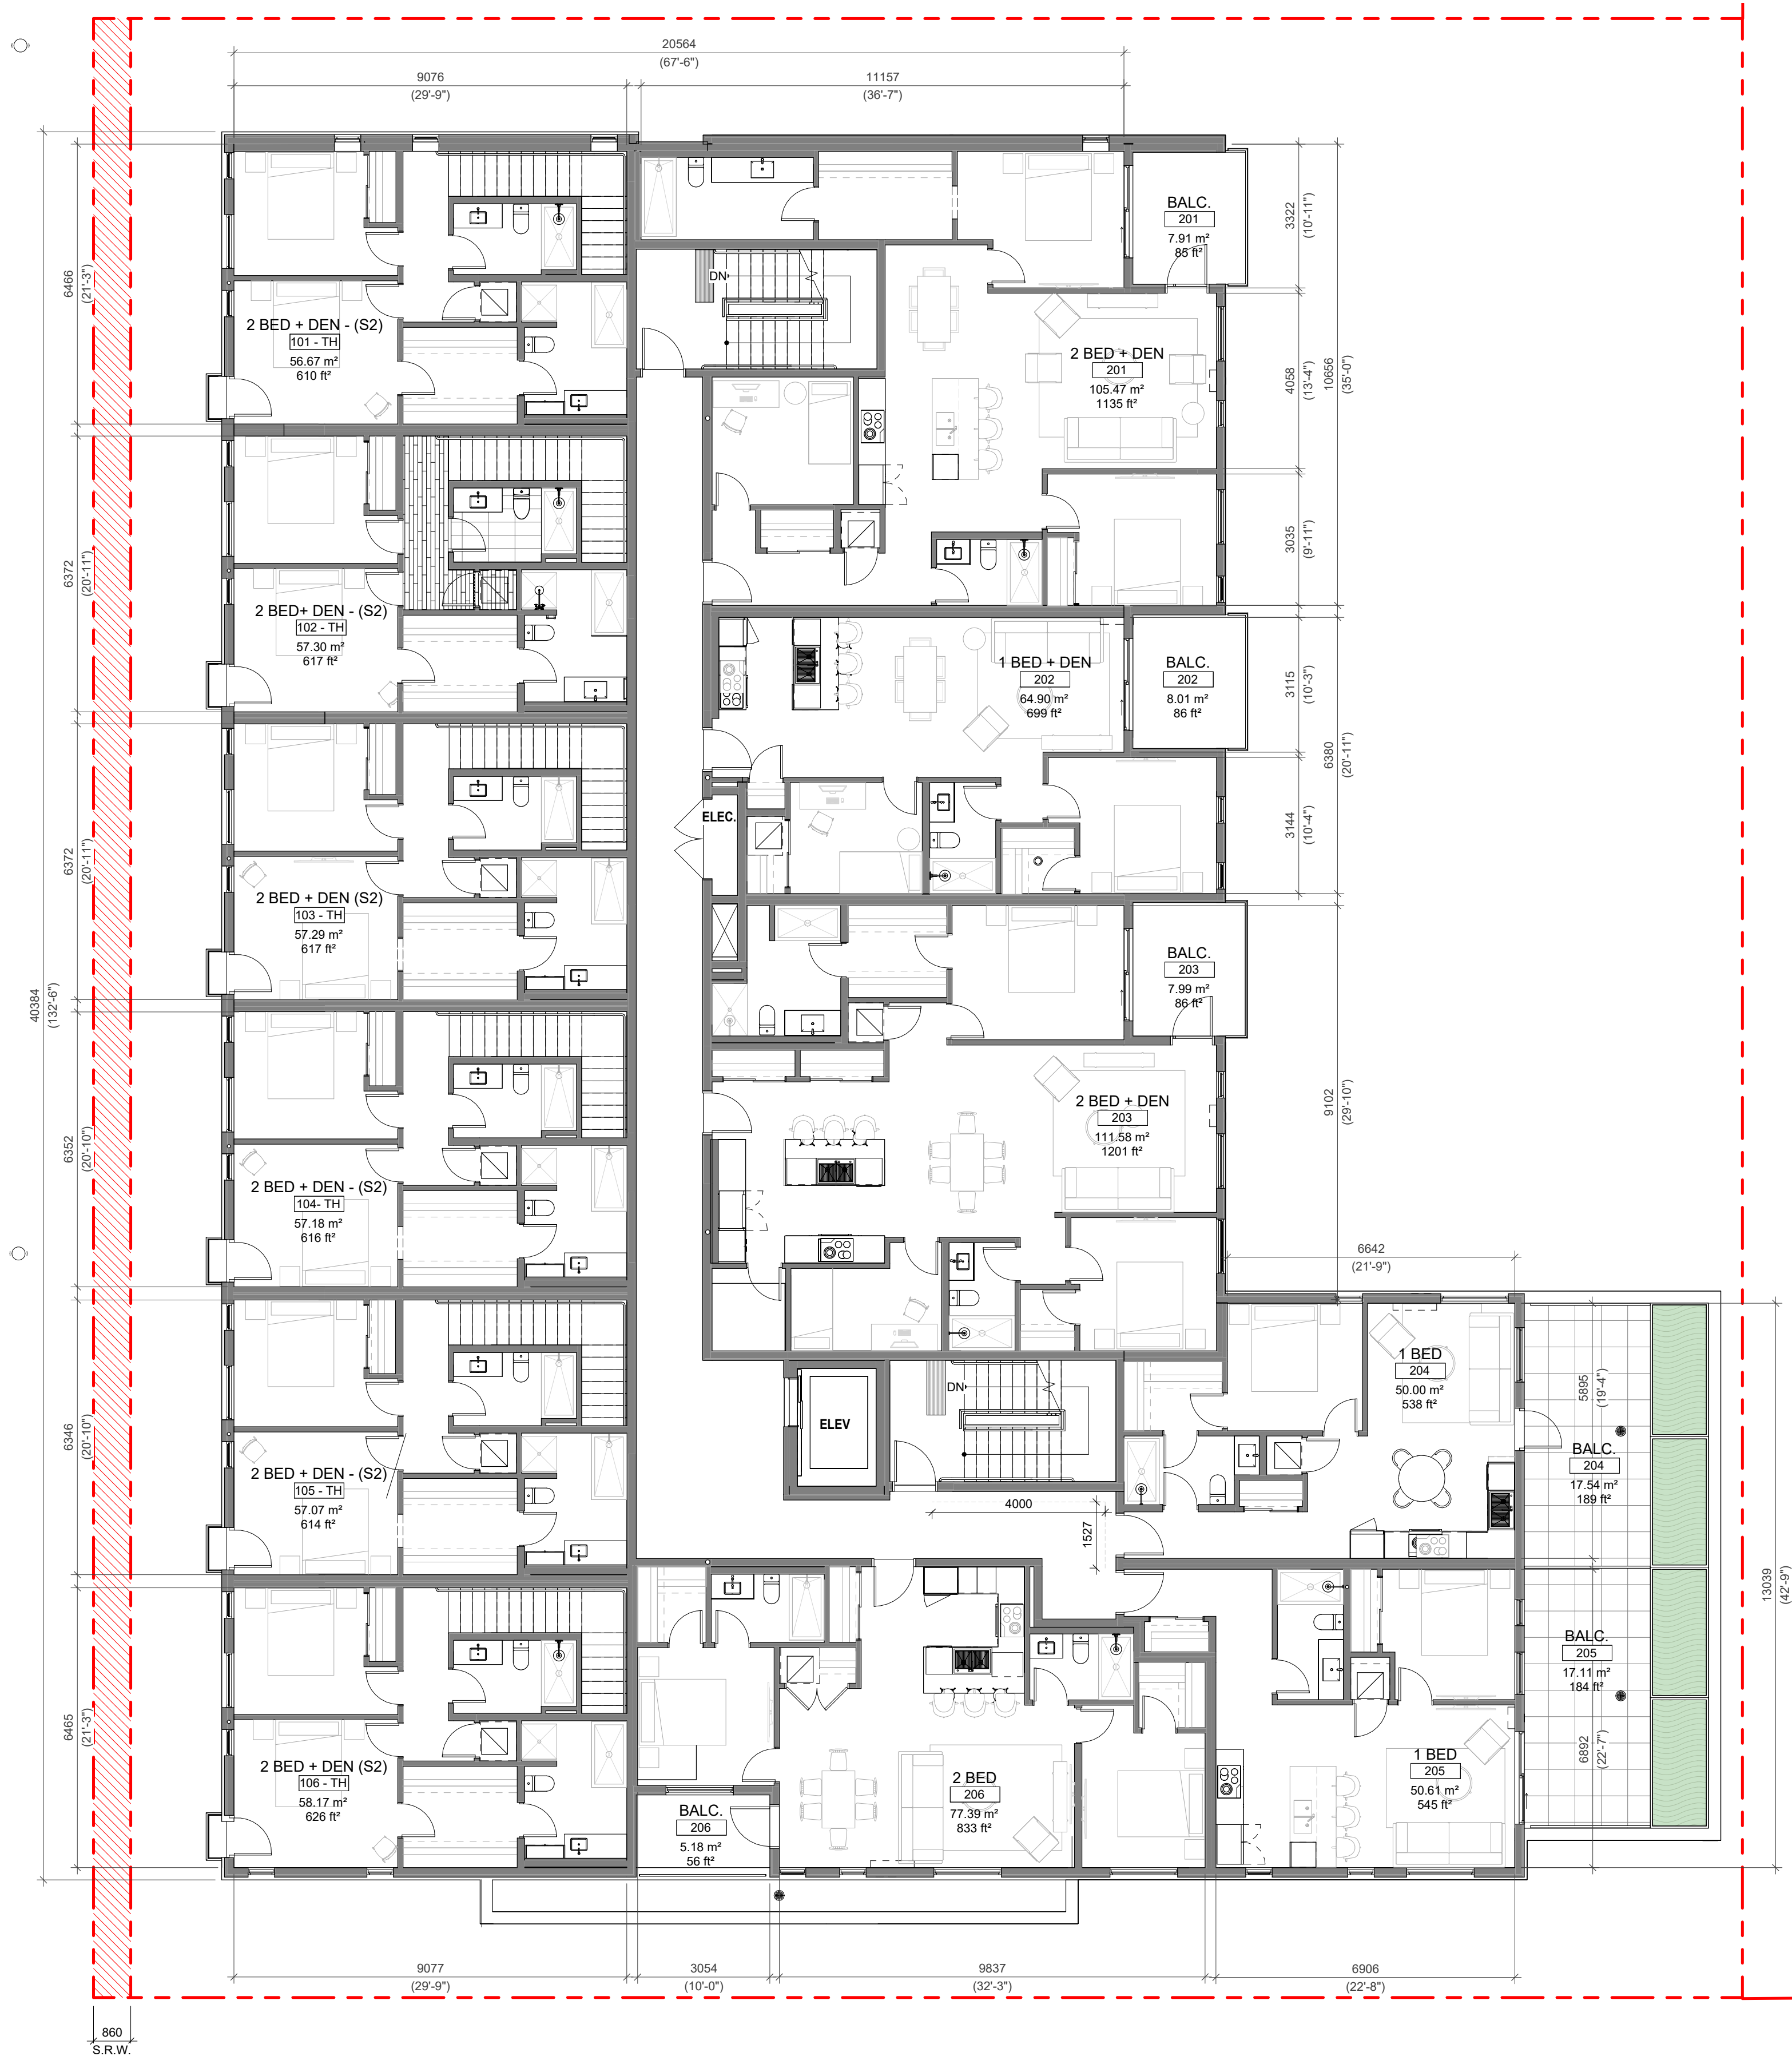 20564
(67'-6")
9076
(29'-9")
11157
(36'-7")
BALC.
201
7.91 m²
85 ft²
3322
(10'-11")
DN
6466
(21'-3")
2 BED + DEN - (S2)
101 - TH
56.67 m²
610 ft²
2 BED + DEN
201
105.47 m²
1135 ft²
4058
(13'-4")
10656
(35'-0")
3035
(9'-11")
6372
(20'-11")
2 BED+ DEN - (S2)
102 - TH
57.30 m²
617 ft²
1 BED + DEN
202
64.90 m²
699 ft²
BALC.
202
8.01 m²
86 ft²
3115
(10'-3")
6380
(20'-11")
ELEC.
3144
(10'-4")
6372
(20'-11")
2 BED + DEN (S2)
103 - TH
57.29 m²
617 ft²
BALC.
203
7.99 m²
86 ft²
40384
(132'-6")
2 BED + DEN
203
111.58 m²
1201 ft²
9102
(29'-10")
6352
(20'-10")
2 BED + DEN - (S2)
104- TH
57.18 m²
616 ft²
6642
(21'-9")
1 BED
204
50.00 m²
538 ft²
5895
(19'-4")
DN
ELEV
6346
(20'-10")
2 BED + DEN - (S2)
105 - TH
57.07 m²
614 ft²
BALC.
204
17.54 m²
189 ft²
4000
1527
13039
(42'-9")
BALC.
205
17.11 m²
184 ft²
6465
(21'-3")
2 BED + DEN (S2)
106 - TH
58.17 m²
626 ft²
2 BED
206
77.39 m²
833 ft²
1 BED
205
50.61 m²
545 ft²
6892
(22'-7")
BALC.
206
5.18 m²
56 ft²
9077
(29'-9")
3054
(10'-0")
9837
(32'-3")
6906
(22'-8")
860
S.R.W.